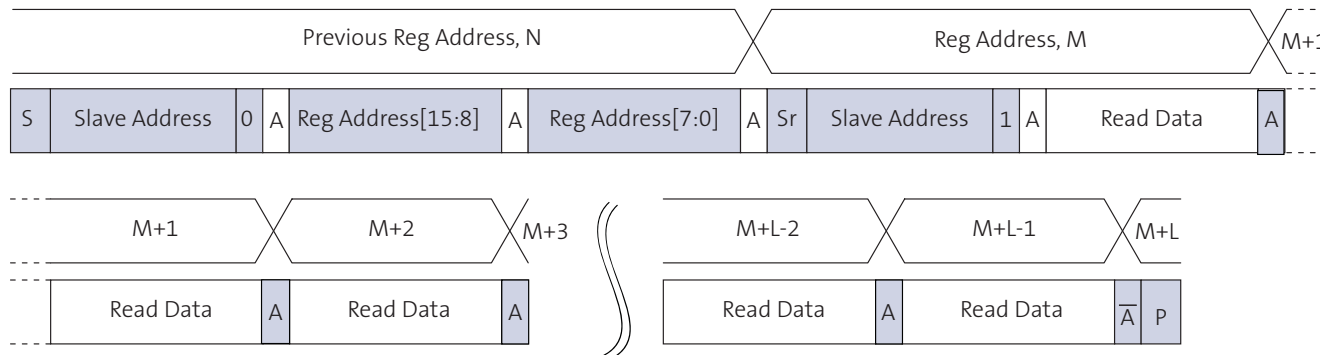 Previous Reg Address, N Reg Address, M M+1
S Slave Address 0 A Reg Address[15:8] A Reg Address[7:0] A Sr Slave Address 1 A Read Data A
M+1 M+2 M+3 M+L-2 M+L-1 M+L
Read Data A Read Data A Read Data A Read Data A̅ P